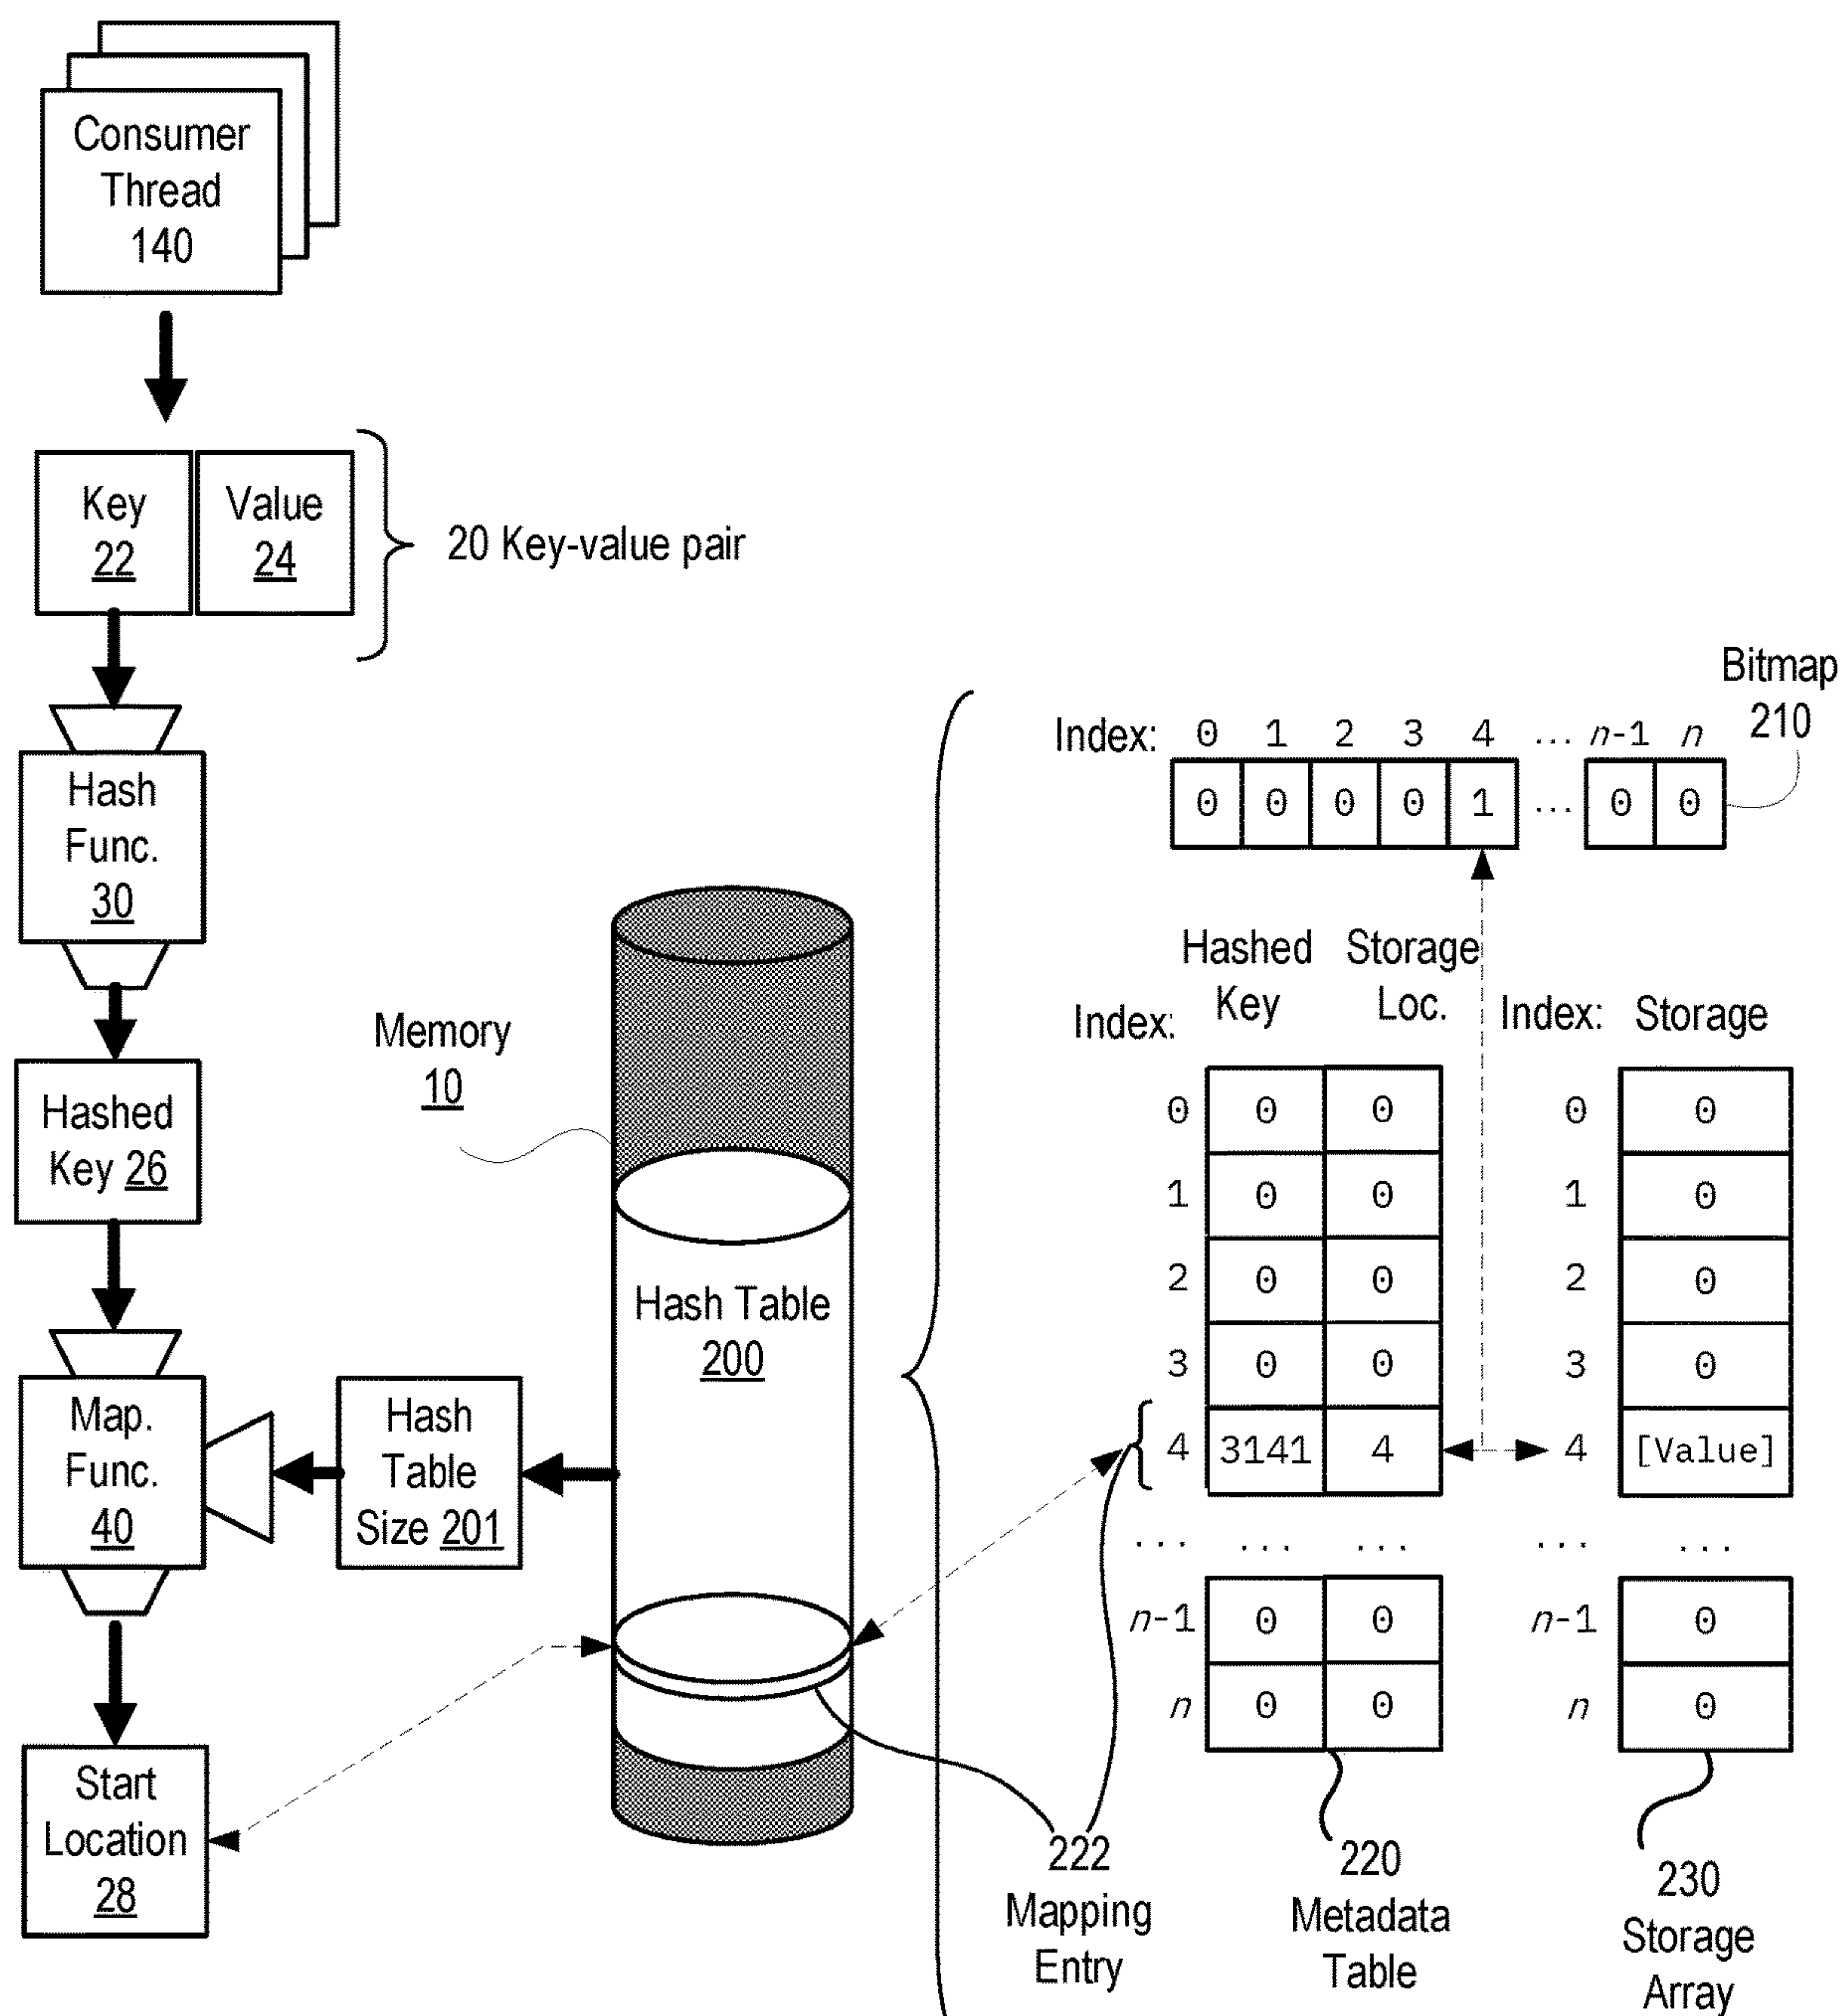 Consumer
Thread
140
Key
22
Value
24
20 Key-value pair
Hash
Func.
30
Hashed
Key 26
Map.
Func.
40
Hash
Table
Size 201
Start
Location
28
Memory
10
Hash Table
200
Bitmap
210
Index: 0 1 2 3 4 ... n-1 n
0 0 0 0 1 ... 0 0
Hashed
Key
Storage
Loc.
Index:
0 0 0
1 0 0
2 0 0
3 0 0
4 3141 4
... ... ...
n-1 0 0
n 0 0
Index: Storage
0 0
1 0
2 0
3 0
4 [Value]
... ...
n-1 0
n 0
222
Mapping
Entry
220
Metadata
Table
230
Storage
Array